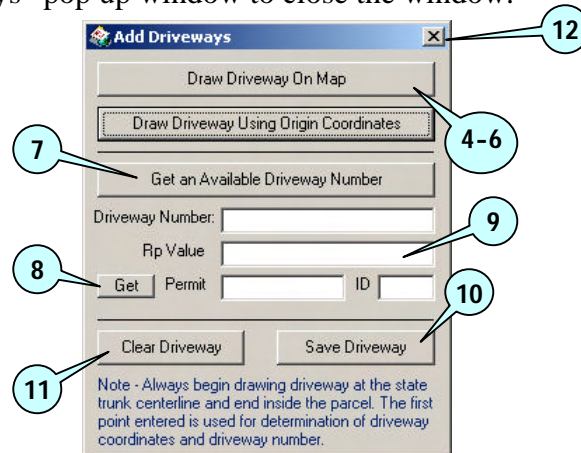 ys" pop up window to close the window.
Add Driveways
12
Draw Driveway On Map
4-6
Draw Driveway Using Origin Coordinates
7
Get an Available Driveway Number
Driveway Number:
9
Rp Value
8
Get Permit ID
10
Clear Driveway Save Driveway
11
Note - Always begin drawing driveway at the state
trunk centerline and end inside the parcel. The first
point entered is used for determination of driveway
coordinates and driveway number.